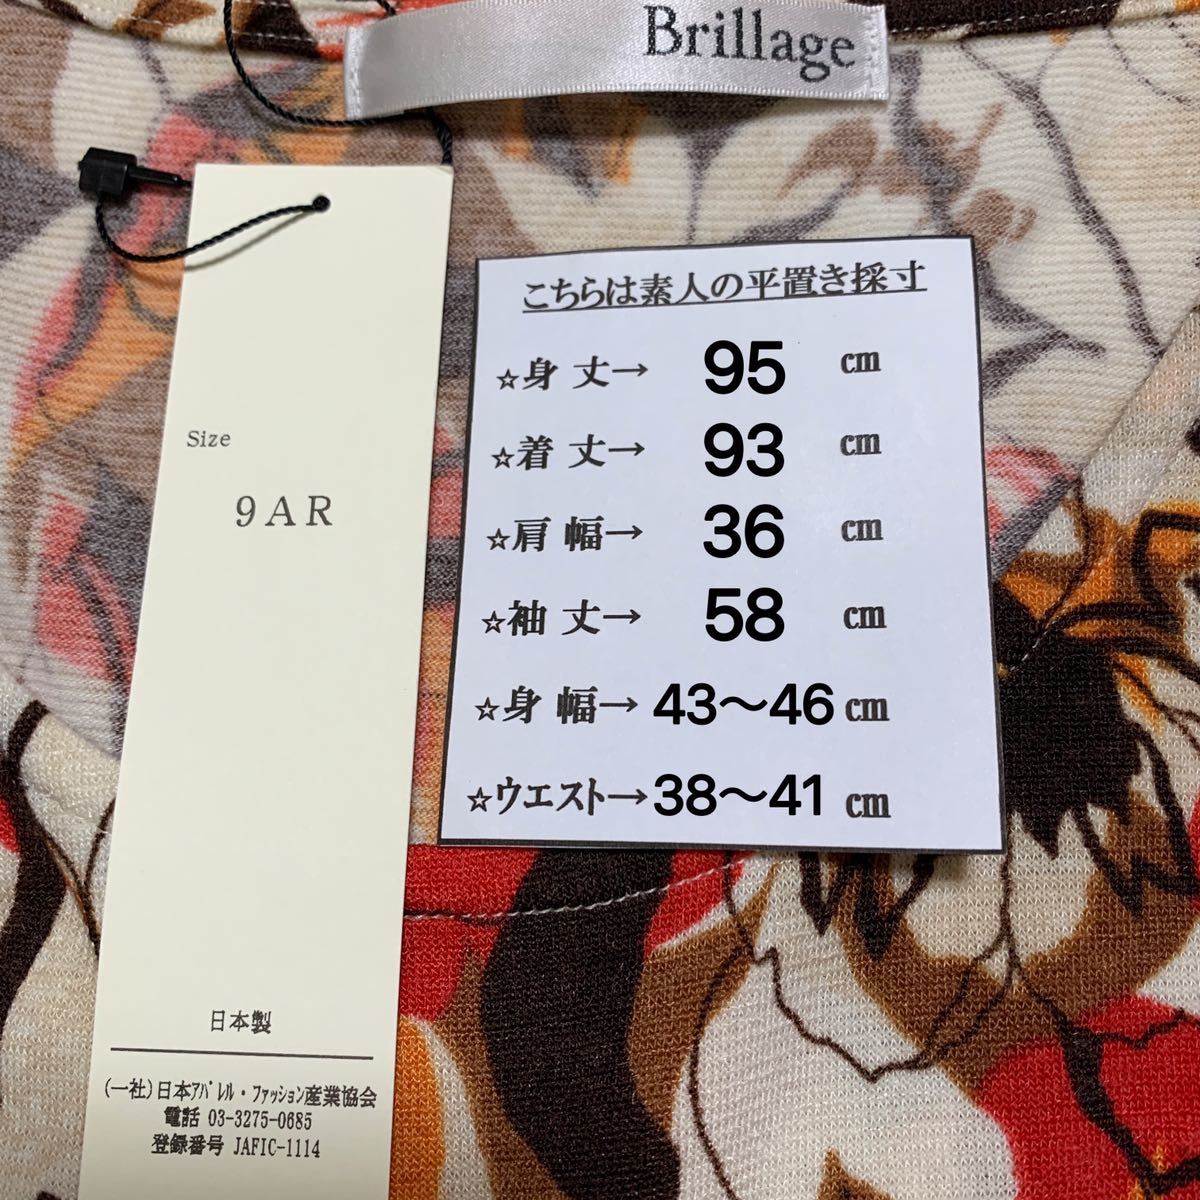 Brillage
Size
9AR
日本製
(一社)日本アパレル・ファッション産業協会
電話 03-3275-0685
登録番号 JAFIC-1114
こちらは素人の平置き採寸
☆身 丈→ 95 cm
☆着 丈→ 93 cm
☆肩 幅→ 36 cm
☆袖 丈→ 58 cm
☆身 幅→ 43〜46 cm
☆ウエスト→38〜41 cm